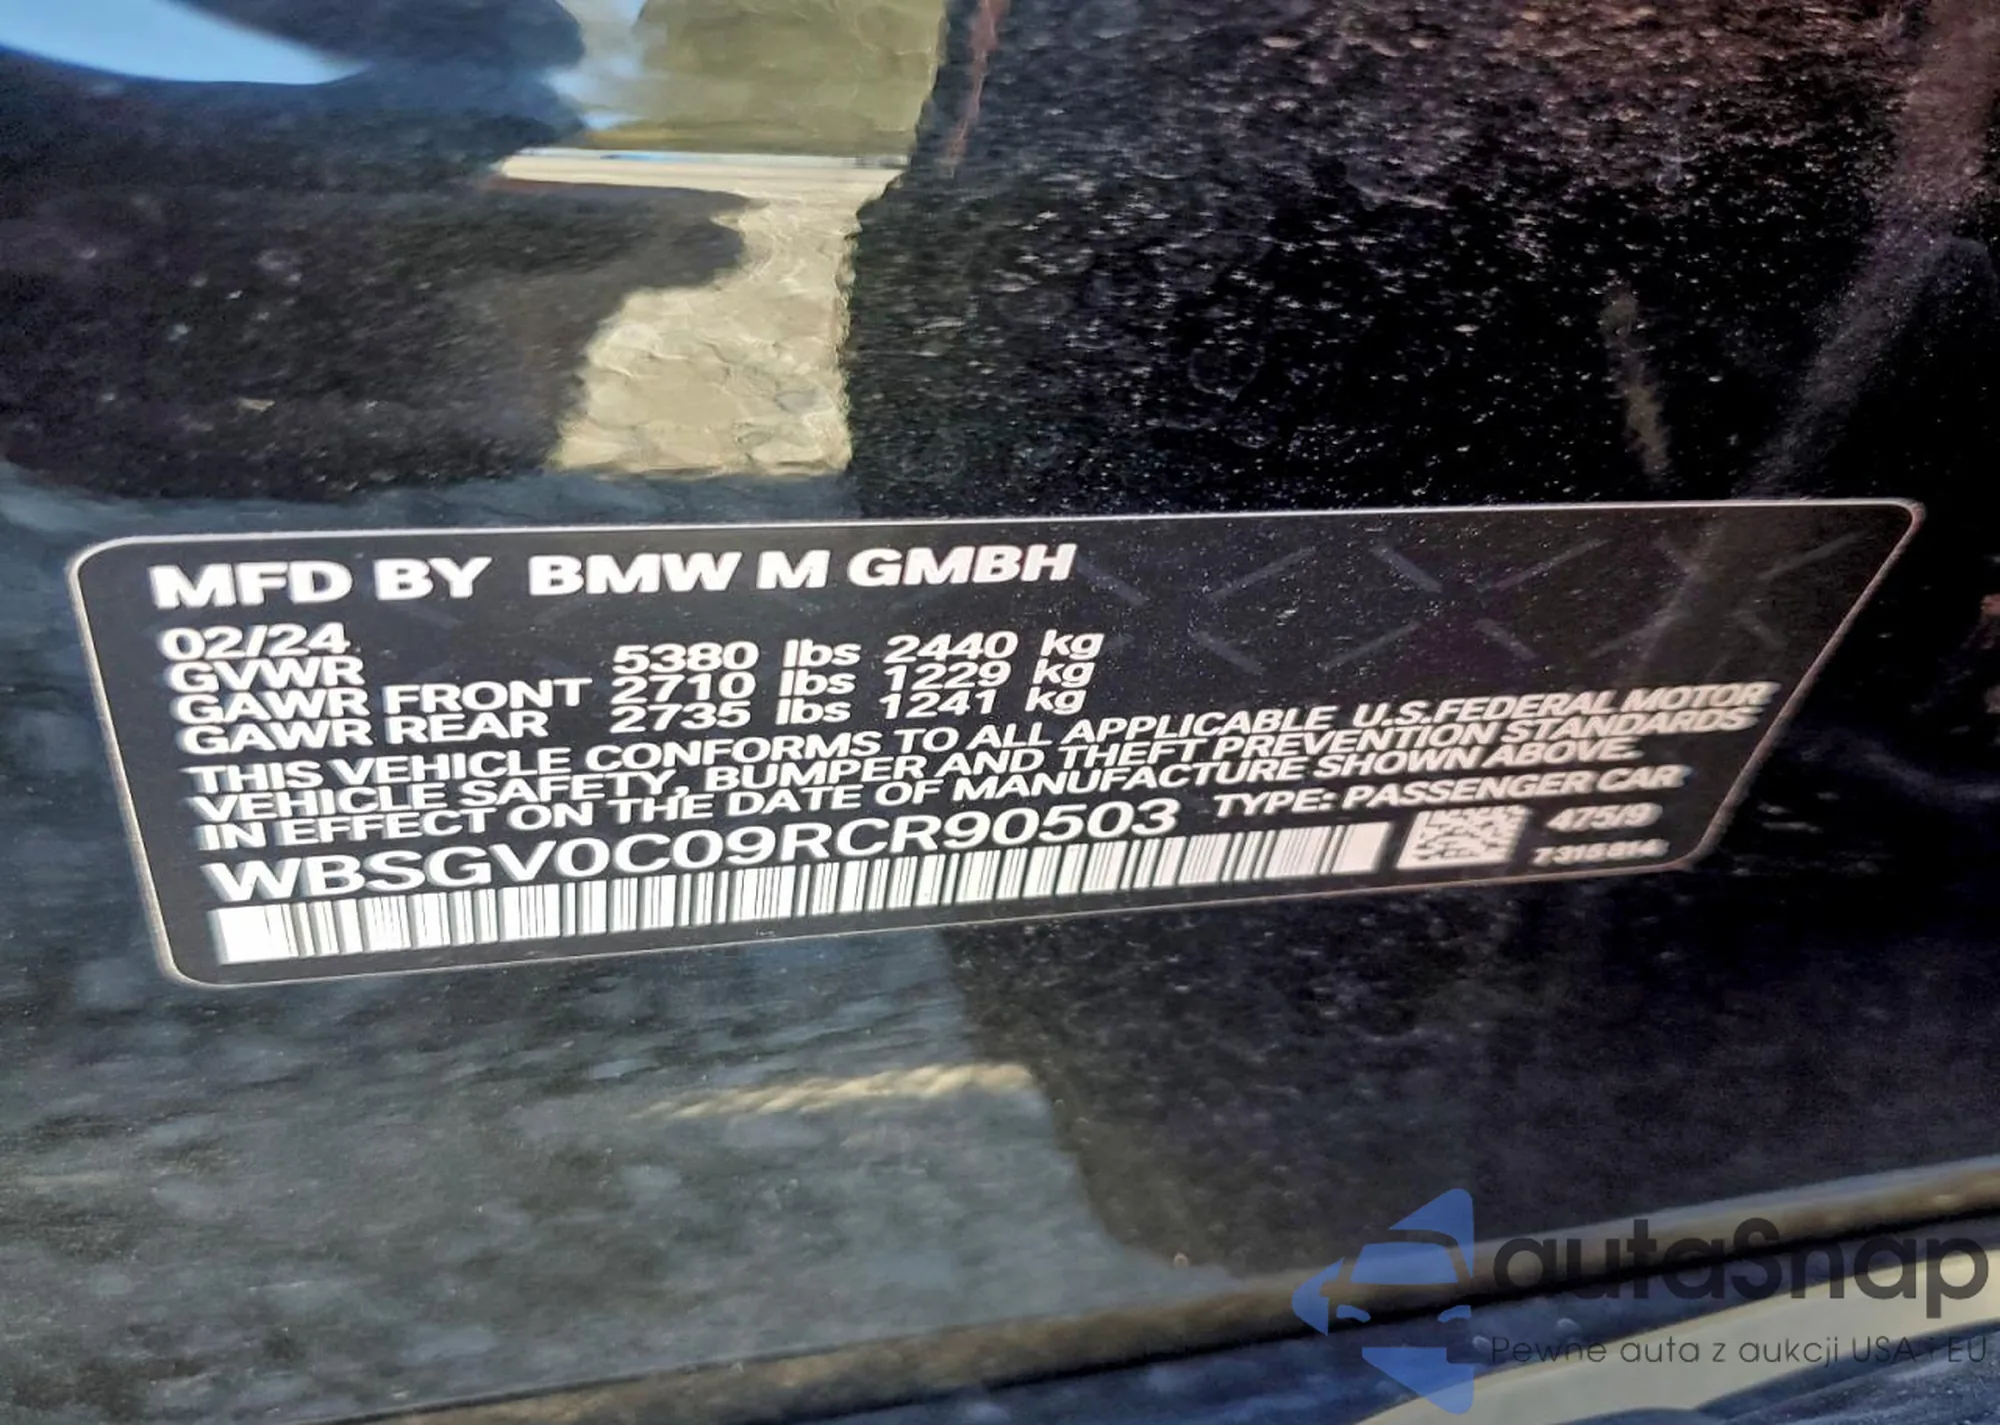 MFD BY BMW M GMBH
02/24
GVWR 5380 lbs 2440 kg
GAWR FRONT 2710 lbs 1229 kg
GAWR REAR 2735 lbs 1241 kg
THIS VEHICLE CONFORMS TO ALL APPLICABLE U.S.FEDERAL MOTOR
VEHICLE SAFETY, BUMPER AND THEFT PREVENTION STANDARDS
IN EFFECT ON THE DATE OF MANUFACTURE SHOWN ABOVE.
WBSGV0C09RCR90503 TYPE: PASSENGER CAR
475/9
autaSnap
Pewne auta z aukcji USA i EU